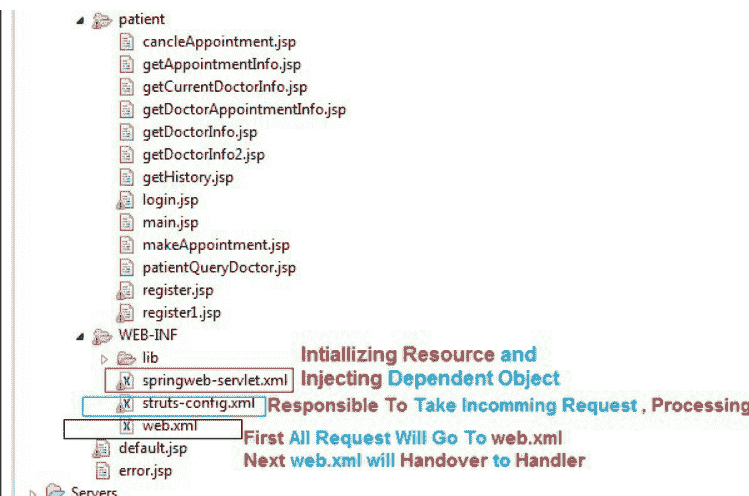 patient
cancleAppointment.jsp
getAppointmentInfo.jsp
getCurrentDoctorInfo.jsp
getDoctorAppointmentInfo.jsp
getDoctorInfo.jsp
getDoctorInfo2.jsp
getHistory.jsp
login.jsp
main.jsp
makeAppointment.jsp
patientQueryDoctor.jsp
register.jsp
register1.jsp
WEB-INF
lib
Intiallizing Resource and
springweb-servlet.xml Injecting Dependent Object
struts-config.xml Responsible To Take Incomming Request , Processing
web.xml
First All Request Will Go To web.xml
default.jsp
Next web.xml will Handover to Handler
error.jsp
Servers